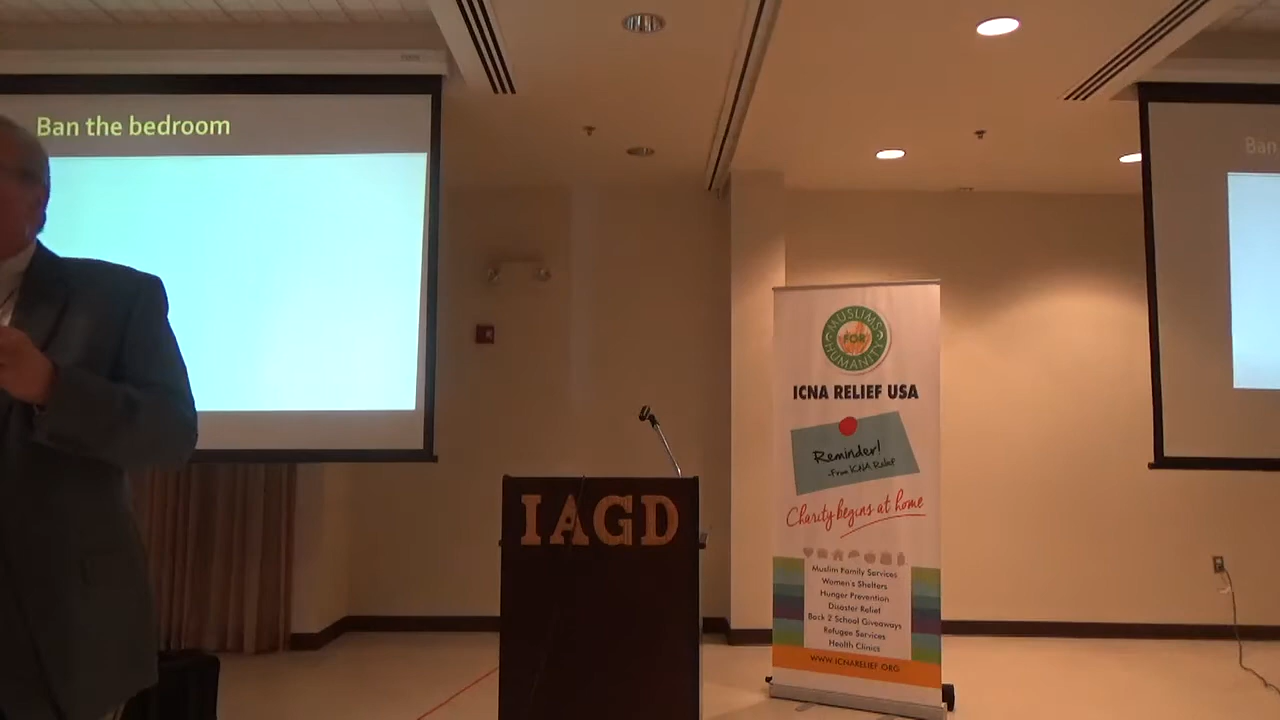 Ban the bedroom
Ban
MUSLIMS
FOR
HUMANITY
ICNA RELIEF USA
Reminder!
-From ICNA Relief
Charity begins at home
Muslim Family Services
Women's Shelters
Hunger Prevention
Disaster Relief
Back 2 School Giveaways
Refugee Services
Health Clinics
WWW.ICNARELIEF.ORG
IAGD